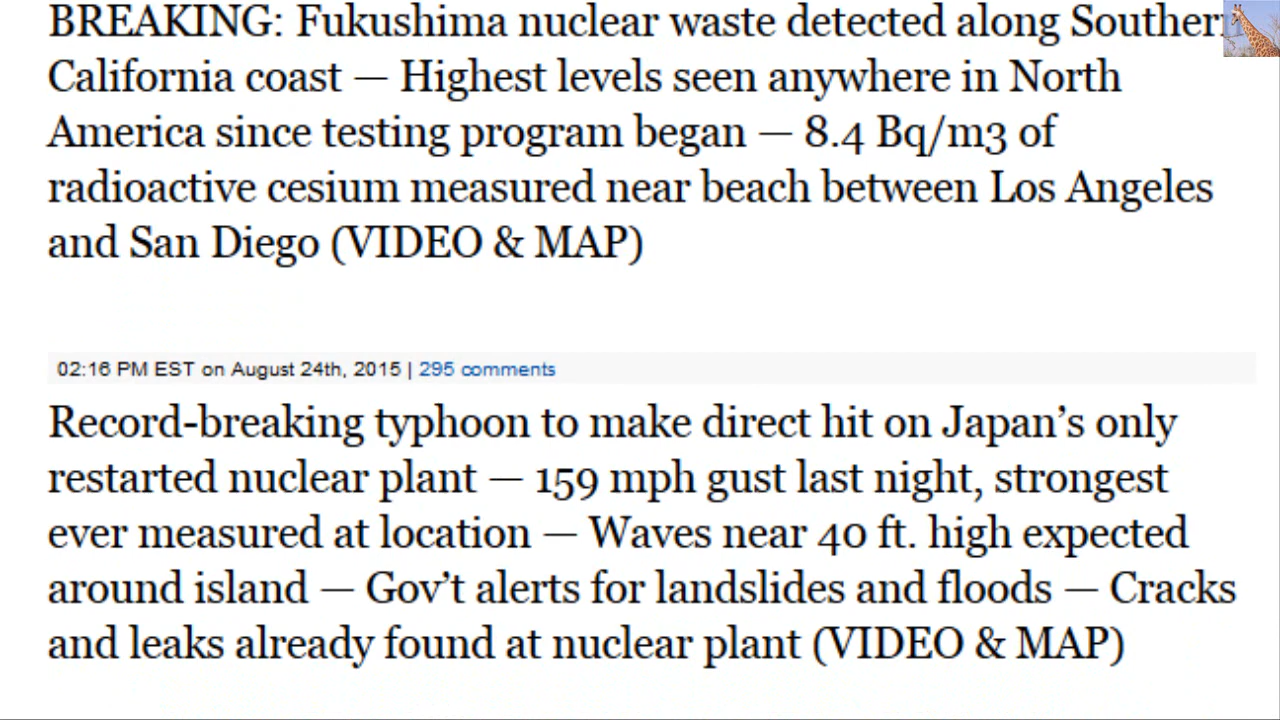 BREAKING: Fukushima nuclear waste detected along Southern
California coast — Highest levels seen anywhere in North
America since testing program began — 8.4 Bq/m3 of
radioactive cesium measured near beach between Los Angeles
and San Diego (VIDEO & MAP)
02:16 PM EST on August 24th, 2015 | 295 comments
Record-breaking typhoon to make direct hit on Japan’s only
restarted nuclear plant — 159 mph gust last night, strongest
ever measured at location — Waves near 40 ft. high expected
around island — Gov’t alerts for landslides and floods — Cracks
and leaks already found at nuclear plant (VIDEO & MAP)